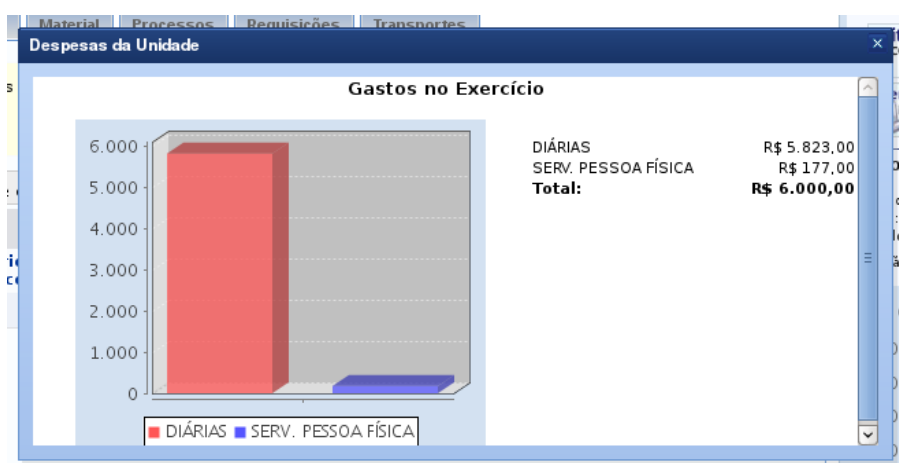 Material Processos Requisições Transportes
Despesas da Unidade
Gastos no Exercício
6.000
5.000
4.000
3.000
2.000
1.000
0
DIÁRIAS R$ 5.823,00
SERV. PESSOA FÍSICA R$ 177,00
Total: R$ 6.000,00
DIÁRIAS SERV. PESSOA FÍSICA